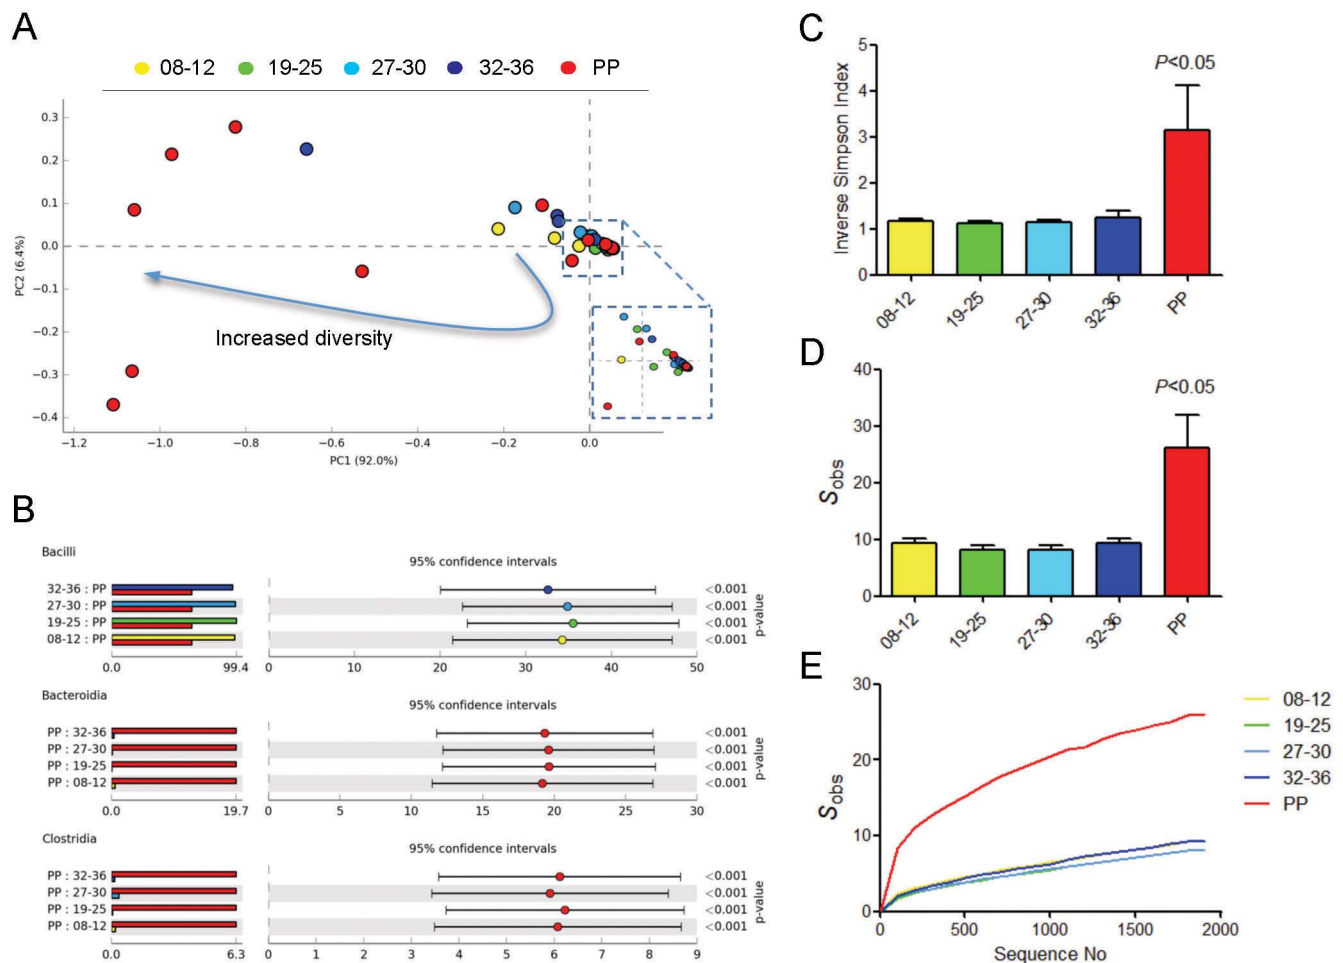 A
08-12 19-25 27-30 32-36 PP
0.3
0.2
0.1
0.0
−0.1
−0.2
−0.3
−0.4
PC2 (6.4%)
Increased diversity
−1.2 −1.0 −0.8 −0.6 −0.4 −0.2 0.0
PC1 (92.0%)
B
Bacilli
95% confidence intervals
32-36 : PP <0.001
27-30 : PP <0.001
19-25 : PP <0.001
08-12 : PP <0.001
p-value
0.0 99.4 0 10 20 30 40 50
Bacteroidia
95% confidence intervals
PP : 32-36 <0.001
PP : 27-30 <0.001
PP : 19-25 <0.001
PP : 08-12 <0.001
p-value
0.0 19.7 0 5 10 15 20 25 30
Clostridia
95% confidence intervals
PP : 32-36 <0.001
PP : 27-30 <0.001
PP : 19-25 <0.001
PP : 08-12 <0.001
p-value
0.0 6.3 0 1 2 3 4 5 6 7 8 9
C
Inverse Simpson Index
5
4
3
2
1
0
P<0.05
08-12 19-25 27-30 32-36 PP
D
Sobs
40
30
20
10
0
P<0.05
08-12 19-25 27-30 32-36 PP
E
Sobs
30
20
10
0
0 500 1000 1500 2000
Sequence No
08-12
19-25
27-30
32-36
PP